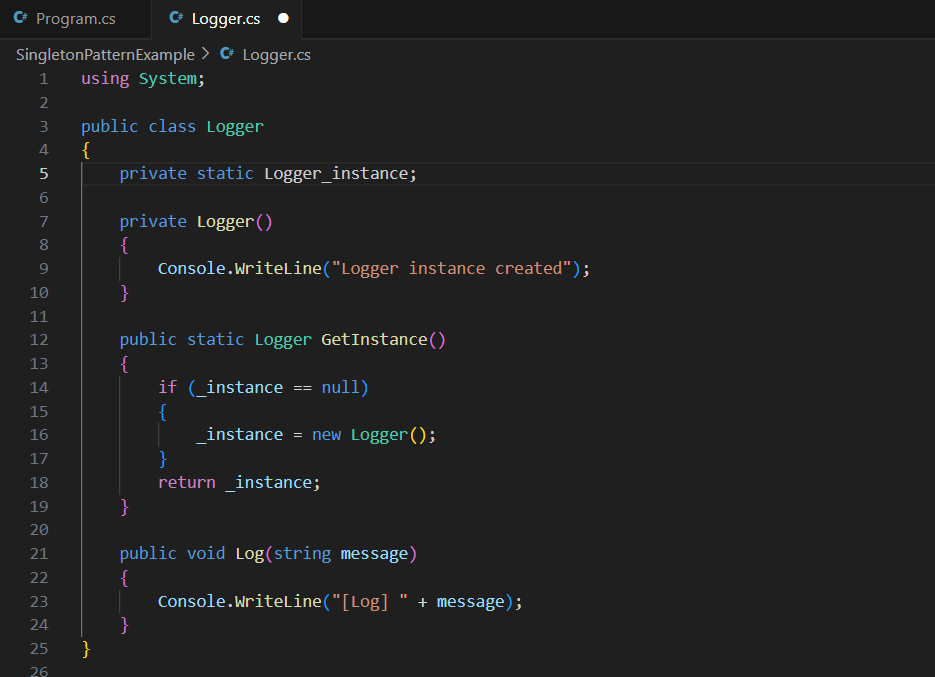 C# Program.cs C# Logger.cs
SingletonPatternExample > C# Logger.cs
1 using System;
2
3 public class Logger
4 {
5 private static Logger_instance;
6
7 private Logger()
8 {
9 Console.WriteLine("Logger instance created");
10 }
11
12 public static Logger GetInstance()
13 {
14 if (_instance == null)
15 {
16 _instance = new Logger();
17 }
18 return _instance;
19 }
20
21 public void Log(string message)
22 {
23 Console.WriteLine("[Log] " + message);
24 }
25 }
26